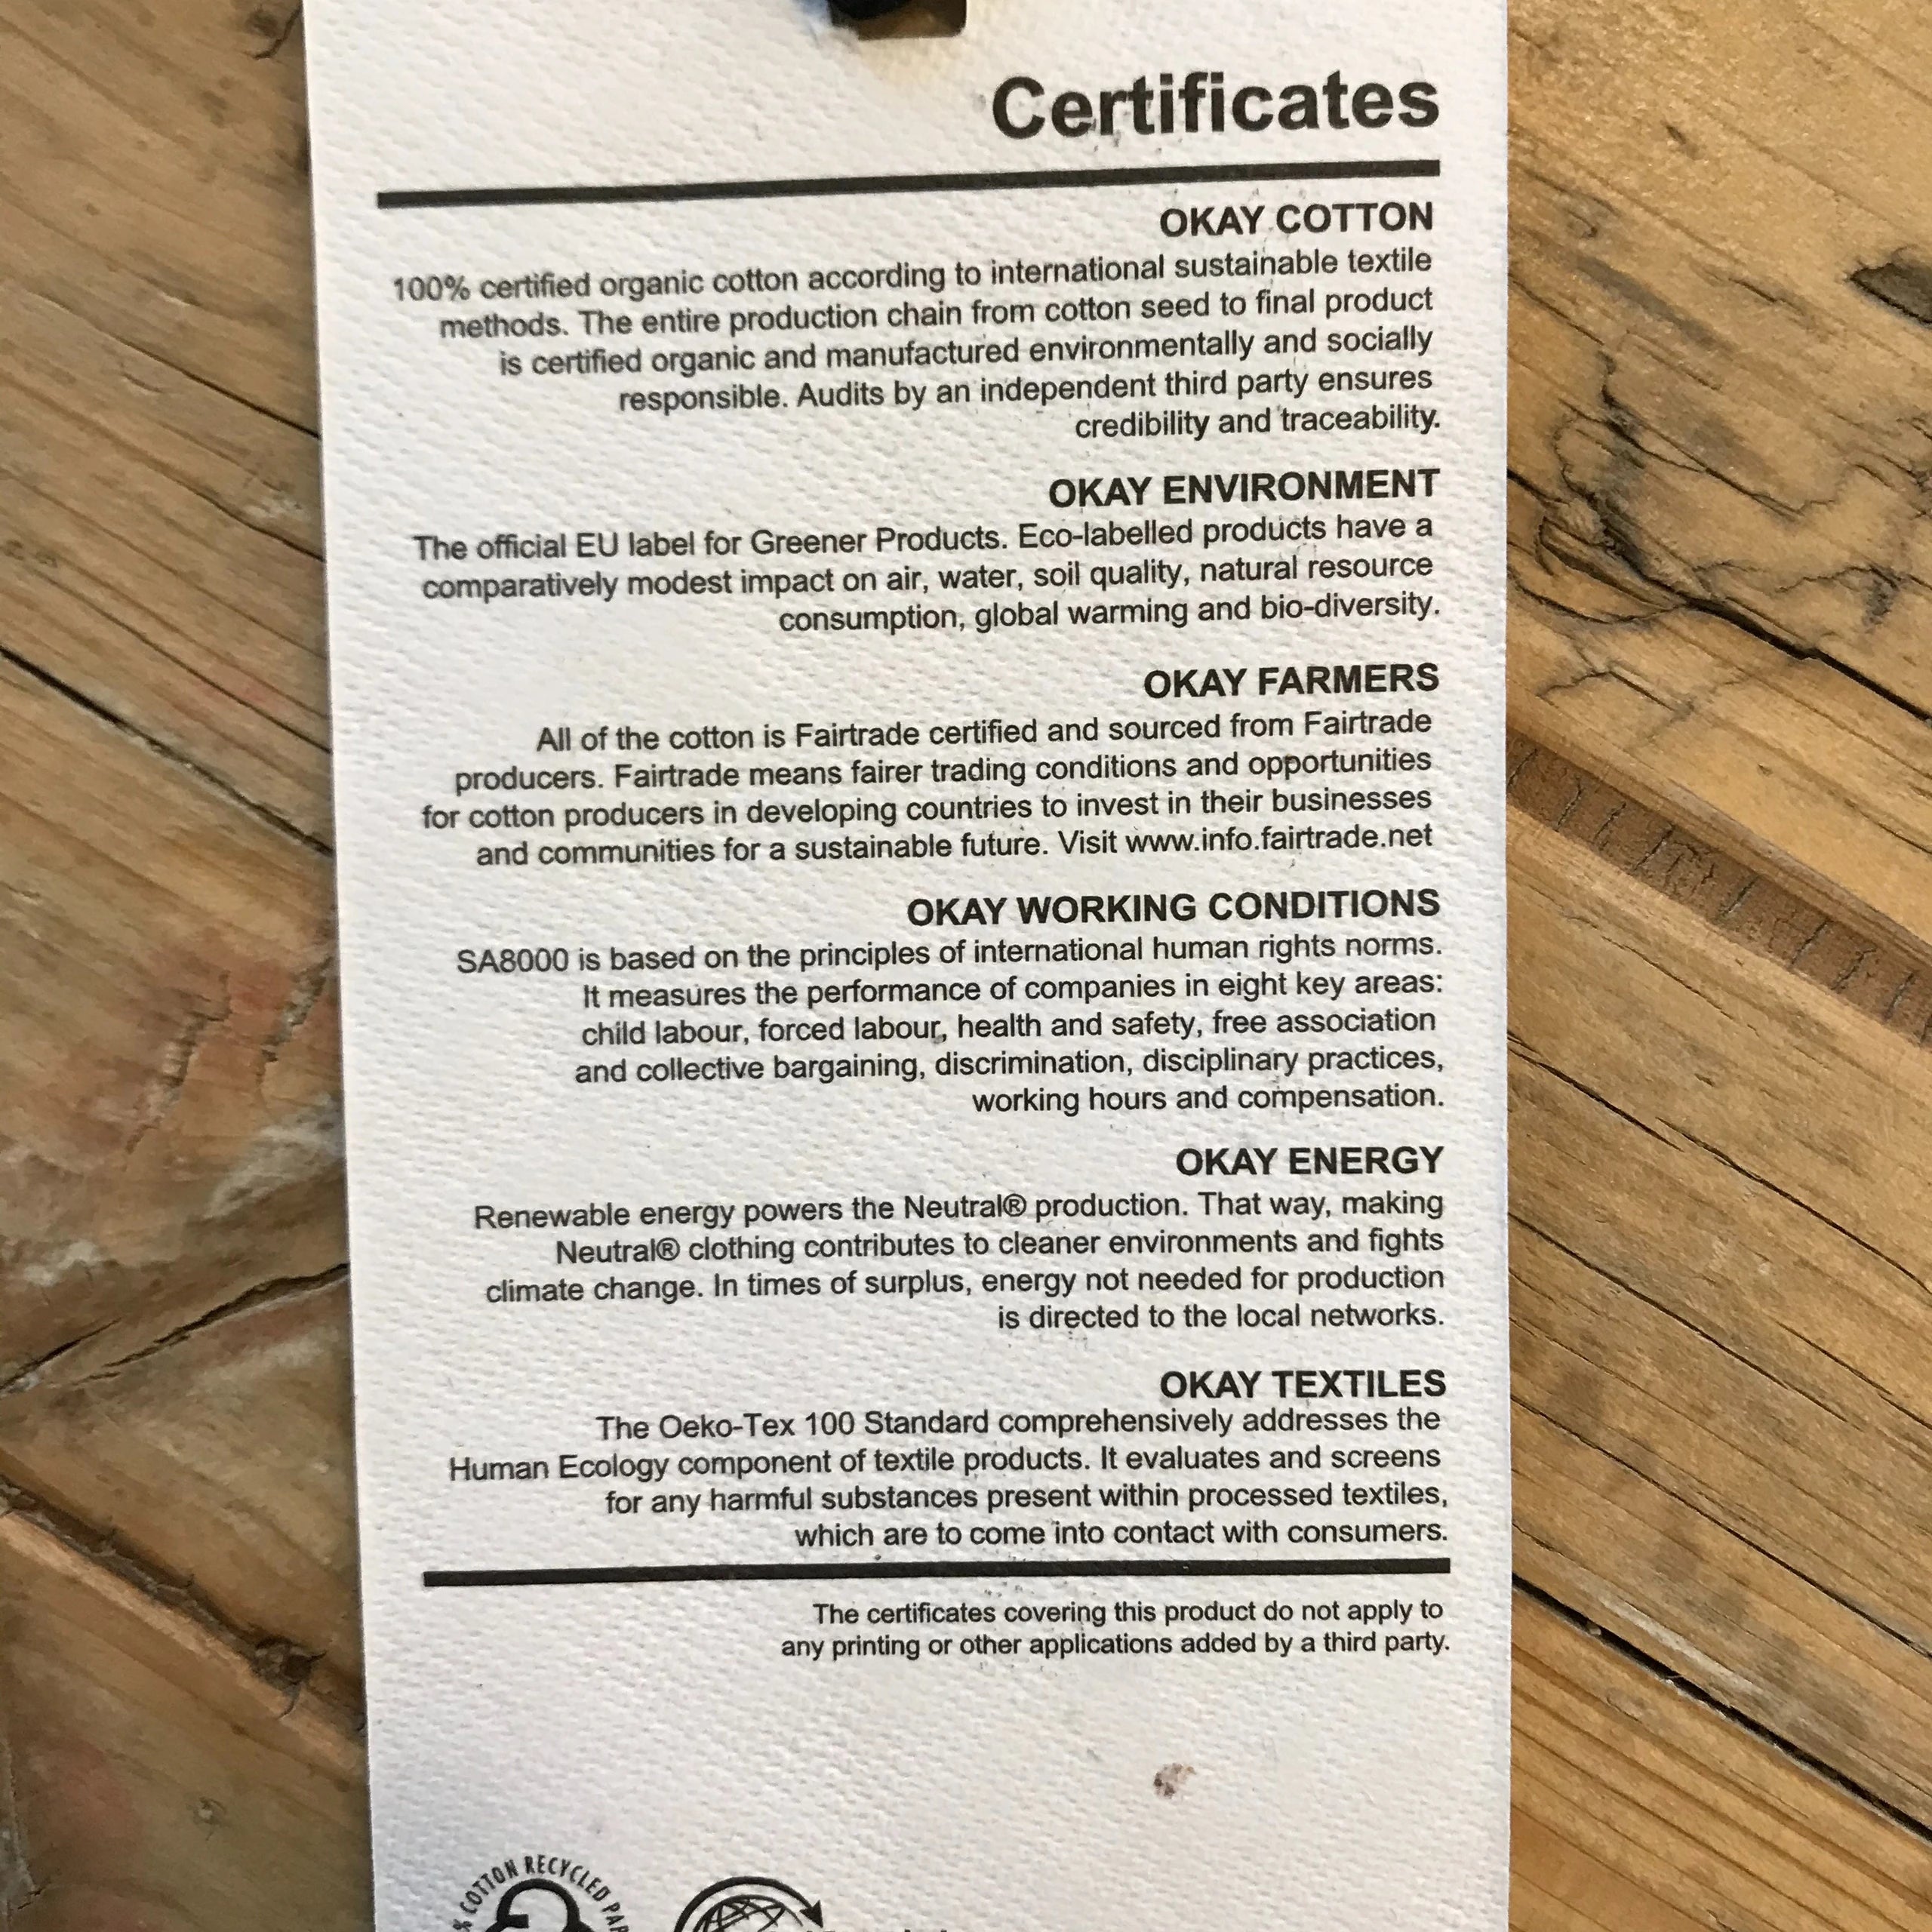 Certificates
OKAY COTTON
100% certified organic cotton according to international sustainable textile
methods. The entire production chain from cotton seed to final product
is certified organic and manufactured environmentally and socially
responsible. Audits by an independent third party ensures
credibility and traceability.
OKAY ENVIRONMENT
The official EU label for Greener Products. Eco-labelled products have a
comparatively modest impact on air, water, soil quality, natural resource
consumption, global warming and bio-diversity.
OKAY FARMERS
All of the cotton is Fairtrade certified and sourced from Fairtrade
producers. Fairtrade means fairer trading conditions and opportunities
for cotton producers in developing countries to invest in their businesses
and communities for a sustainable future. Visit www.info.fairtrade.net
OKAY WORKING CONDITIONS
SA8000 is based on the principles of international human rights norms.
It measures the performance of companies in eight key areas:
child labour, forced labour, health and safety, free association
and collective bargaining, discrimination, disciplinary practices,
working hours and compensation.
OKAY ENERGY
Renewable energy powers the Neutral® production. That way, making
Neutral® clothing contributes to cleaner environments and fights
climate change. In times of surplus, energy not needed for production
is directed to the local networks.
OKAY TEXTILES
The Oeko-Tex 100 Standard comprehensively addresses the
Human Ecology component of textile products. It evaluates and screens
for any harmful substances present within processed textiles,
which are to come into contact with consumers.
The certificates covering this product do not apply to
any printing or other applications added by a third party.
COTTON RECYCLED